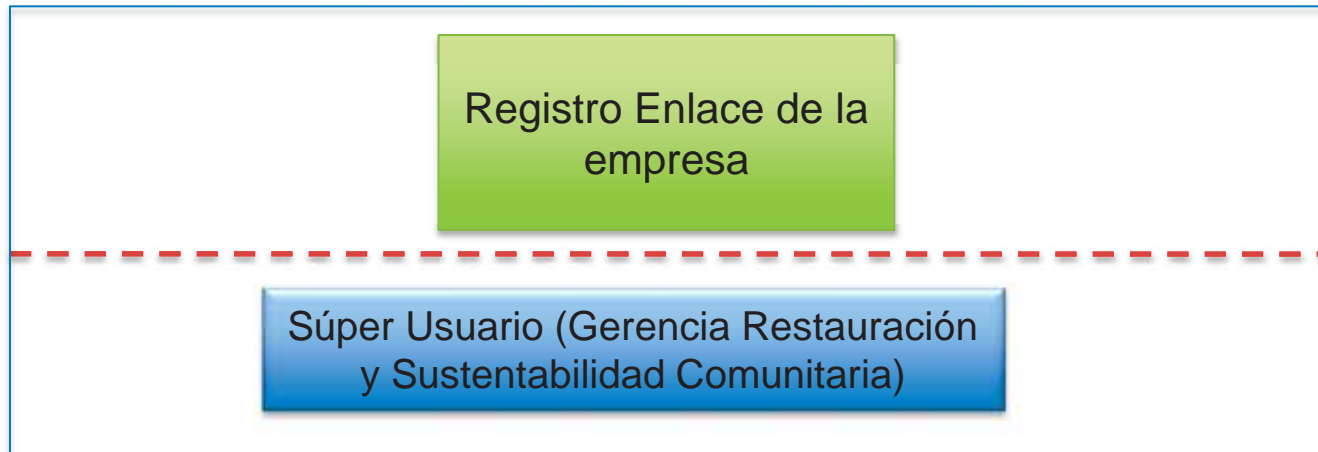 Registro Enlace de la
empresa
Súper Usuario (Gerencia Restauración
y Sustentabilidad Comunitaria)